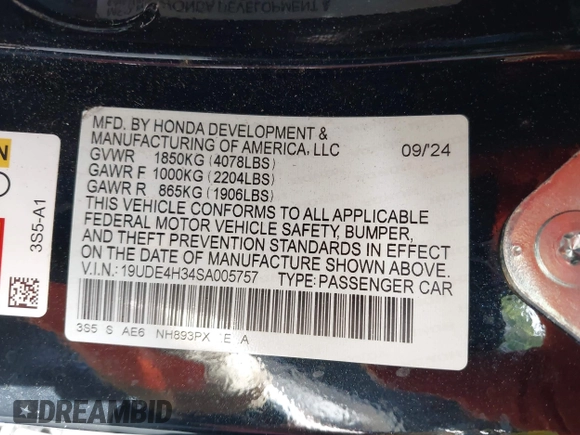 MFD. BY HONDA DEVELOPMENT &
MANUFACTURING OF AMERICA, LLC 09/'24
GVWR 1850KG (4078LBS)
GAWR F 1000KG (2204LBS)
GAWR R 865KG (1906LBS)
THIS VEHICLE CONFORMS TO ALL APPLICABLE
FEDERAL MOTOR VEHICLE SAFETY, BUMPER,
AND THEFT PREVENTION STANDARDS IN EFFECT
ON THE DATE OF MANUFACTURE SHOWN ABOVE.
V.I.N.: 19UDE4H34SA005757 TYPE: PASSENGER CAR
3S5 S AE6 NH893PX E A
3S5-A1
DREAMBID